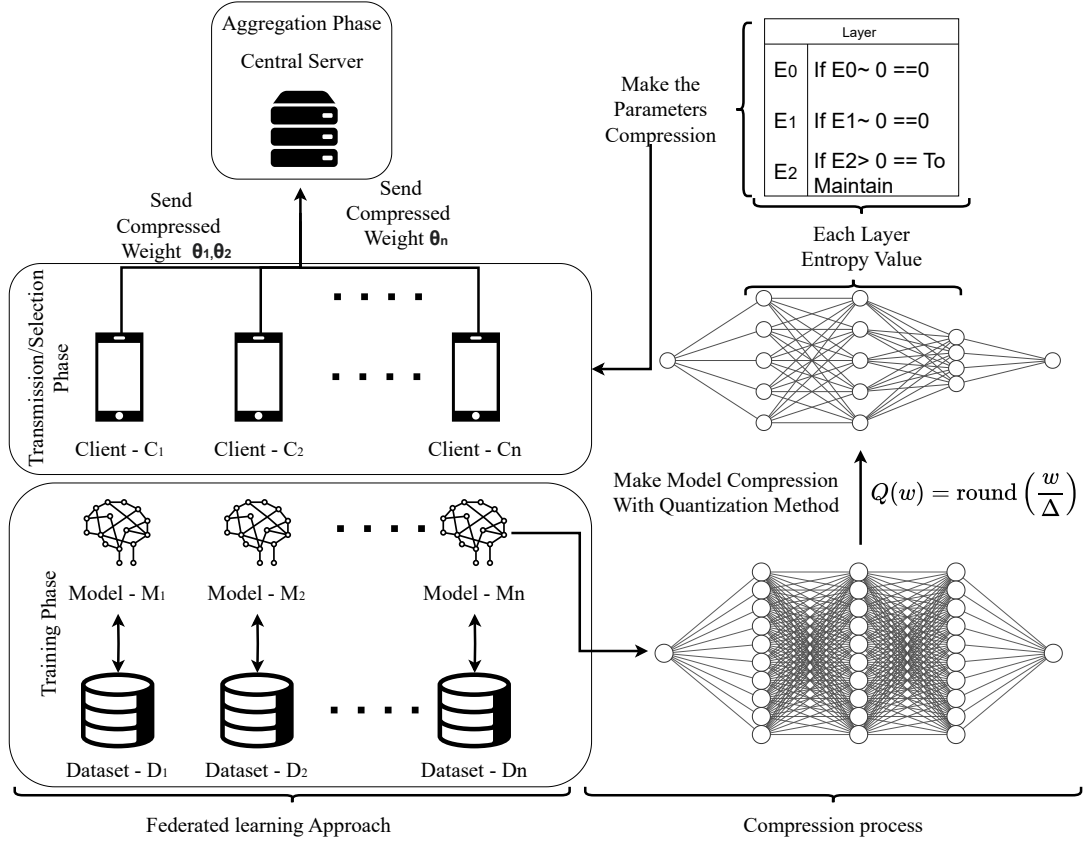 Aggregation Phase
Central Server
Send
Compressed
Weight θ1,θ2
Send
Compressed
Weight θn
Transmission/Selection
Phase
Client - C1
Client - C2
Client - Cn
Training Phase
Model - M1
Model - M2
Model - Mn
Dataset - D1
Dataset - D2
Dataset - Dn
Federated learning Approach
Make the
Parameters
Compression
Layer
E0 If E0~ 0 ==0
E1 If E1~ 0 ==0
E2 If E2> 0 == To
Maintain
Each Layer
Entropy Value
Make Model Compression
With Quantization Method
Q(w) = round (w/Δ)
Compression process